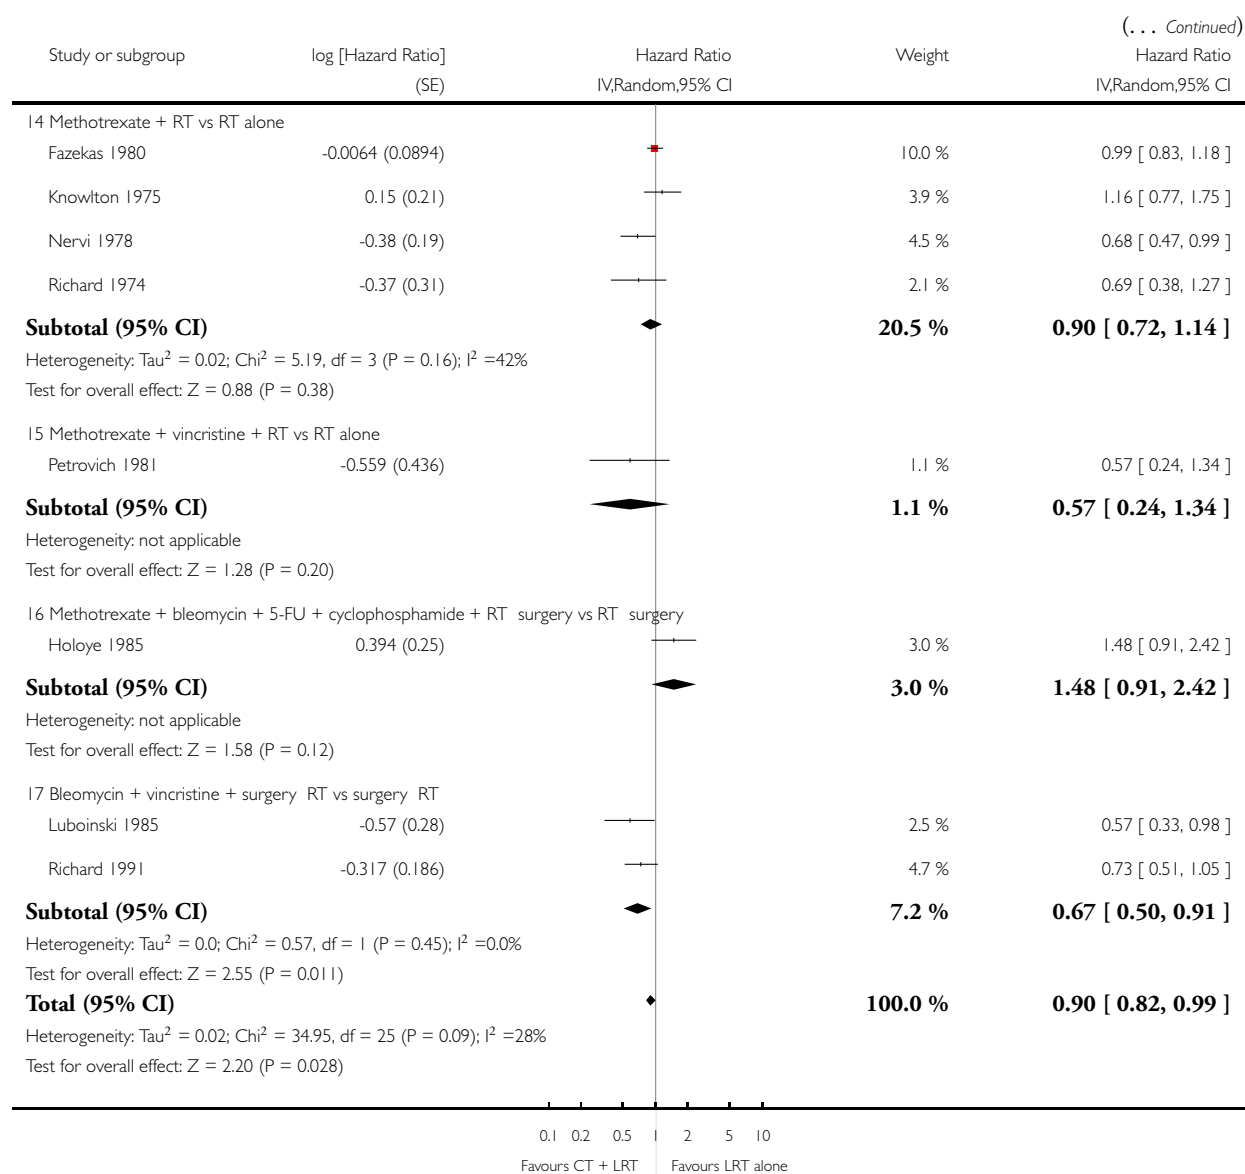 (. . . Continued)
Study or subgroup log [Hazard Ratio] Hazard Ratio Weight Hazard Ratio
(SE) IV,Random,95% CI IV,Random,95% CI
14 Methotrexate + RT vs RT alone
Fazekas 1980 -0.0064 (0.0894) 10.0 % 0.99 [ 0.83, 1.18 ]
Knowlton 1975 0.15 (0.21) 3.9 % 1.16 [ 0.77, 1.75 ]
Nervi 1978 -0.38 (0.19) 4.5 % 0.68 [ 0.47, 0.99 ]
Richard 1974 -0.37 (0.31) 2.1 % 0.69 [ 0.38, 1.27 ]
Subtotal (95% CI) 20.5 % 0.90 [ 0.72, 1.14 ]
Heterogeneity: Tau² = 0.02; Chi² = 5.19, df = 3 (P = 0.16); I² =42%
Test for overall effect: Z = 0.88 (P = 0.38)
15 Methotrexate + vincristine + RT vs RT alone
Petrovich 1981 -0.559 (0.436) 1.1 % 0.57 [ 0.24, 1.34 ]
Subtotal (95% CI) 1.1 % 0.57 [ 0.24, 1.34 ]
Heterogeneity: not applicable
Test for overall effect: Z = 1.28 (P = 0.20)
16 Methotrexate + bleomycin + 5-FU + cyclophosphamide + RT surgery vs RT surgery
Holoye 1985 0.394 (0.25) 3.0 % 1.48 [ 0.91, 2.42 ]
Subtotal (95% CI) 3.0 % 1.48 [ 0.91, 2.42 ]
Heterogeneity: not applicable
Test for overall effect: Z = 1.58 (P = 0.12)
17 Bleomycin + vincristine + surgery RT vs surgery RT
Luboinski 1985 -0.57 (0.28) 2.5 % 0.57 [ 0.33, 0.98 ]
Richard 1991 -0.317 (0.186) 4.7 % 0.73 [ 0.51, 1.05 ]
Subtotal (95% CI) 7.2 % 0.67 [ 0.50, 0.91 ]
Heterogeneity: Tau² = 0.0; Chi² = 0.57, df = 1 (P = 0.45); I² =0.0%
Test for overall effect: Z = 2.55 (P = 0.011)
Total (95% CI) 100.0 % 0.90 [ 0.82, 0.99 ]
Heterogeneity: Tau² = 0.02; Chi² = 34.95, df = 25 (P = 0.09); I² =28%
Test for overall effect: Z = 2.20 (P = 0.028)
0.1 0.2 0.5 1 2 5 10
Favours CT + LRT Favours LRT alone